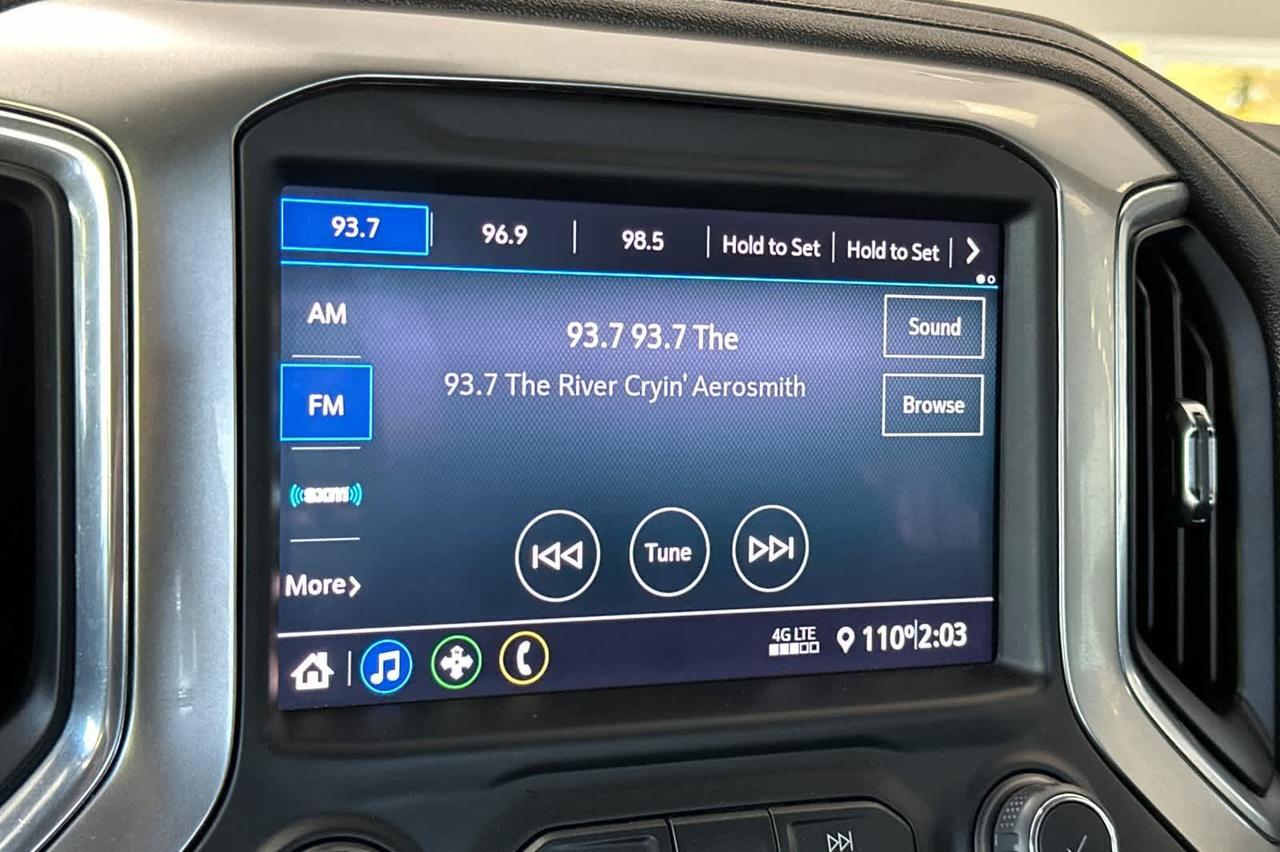 93.7 96.9 98.5 Hold to Set Hold to Set
AM
93.7 93.7 The
Sound
93.7 The River Cryin' Aerosmith
FM
Browse
sxm
Tune
More
4G LTE
110° 2:03